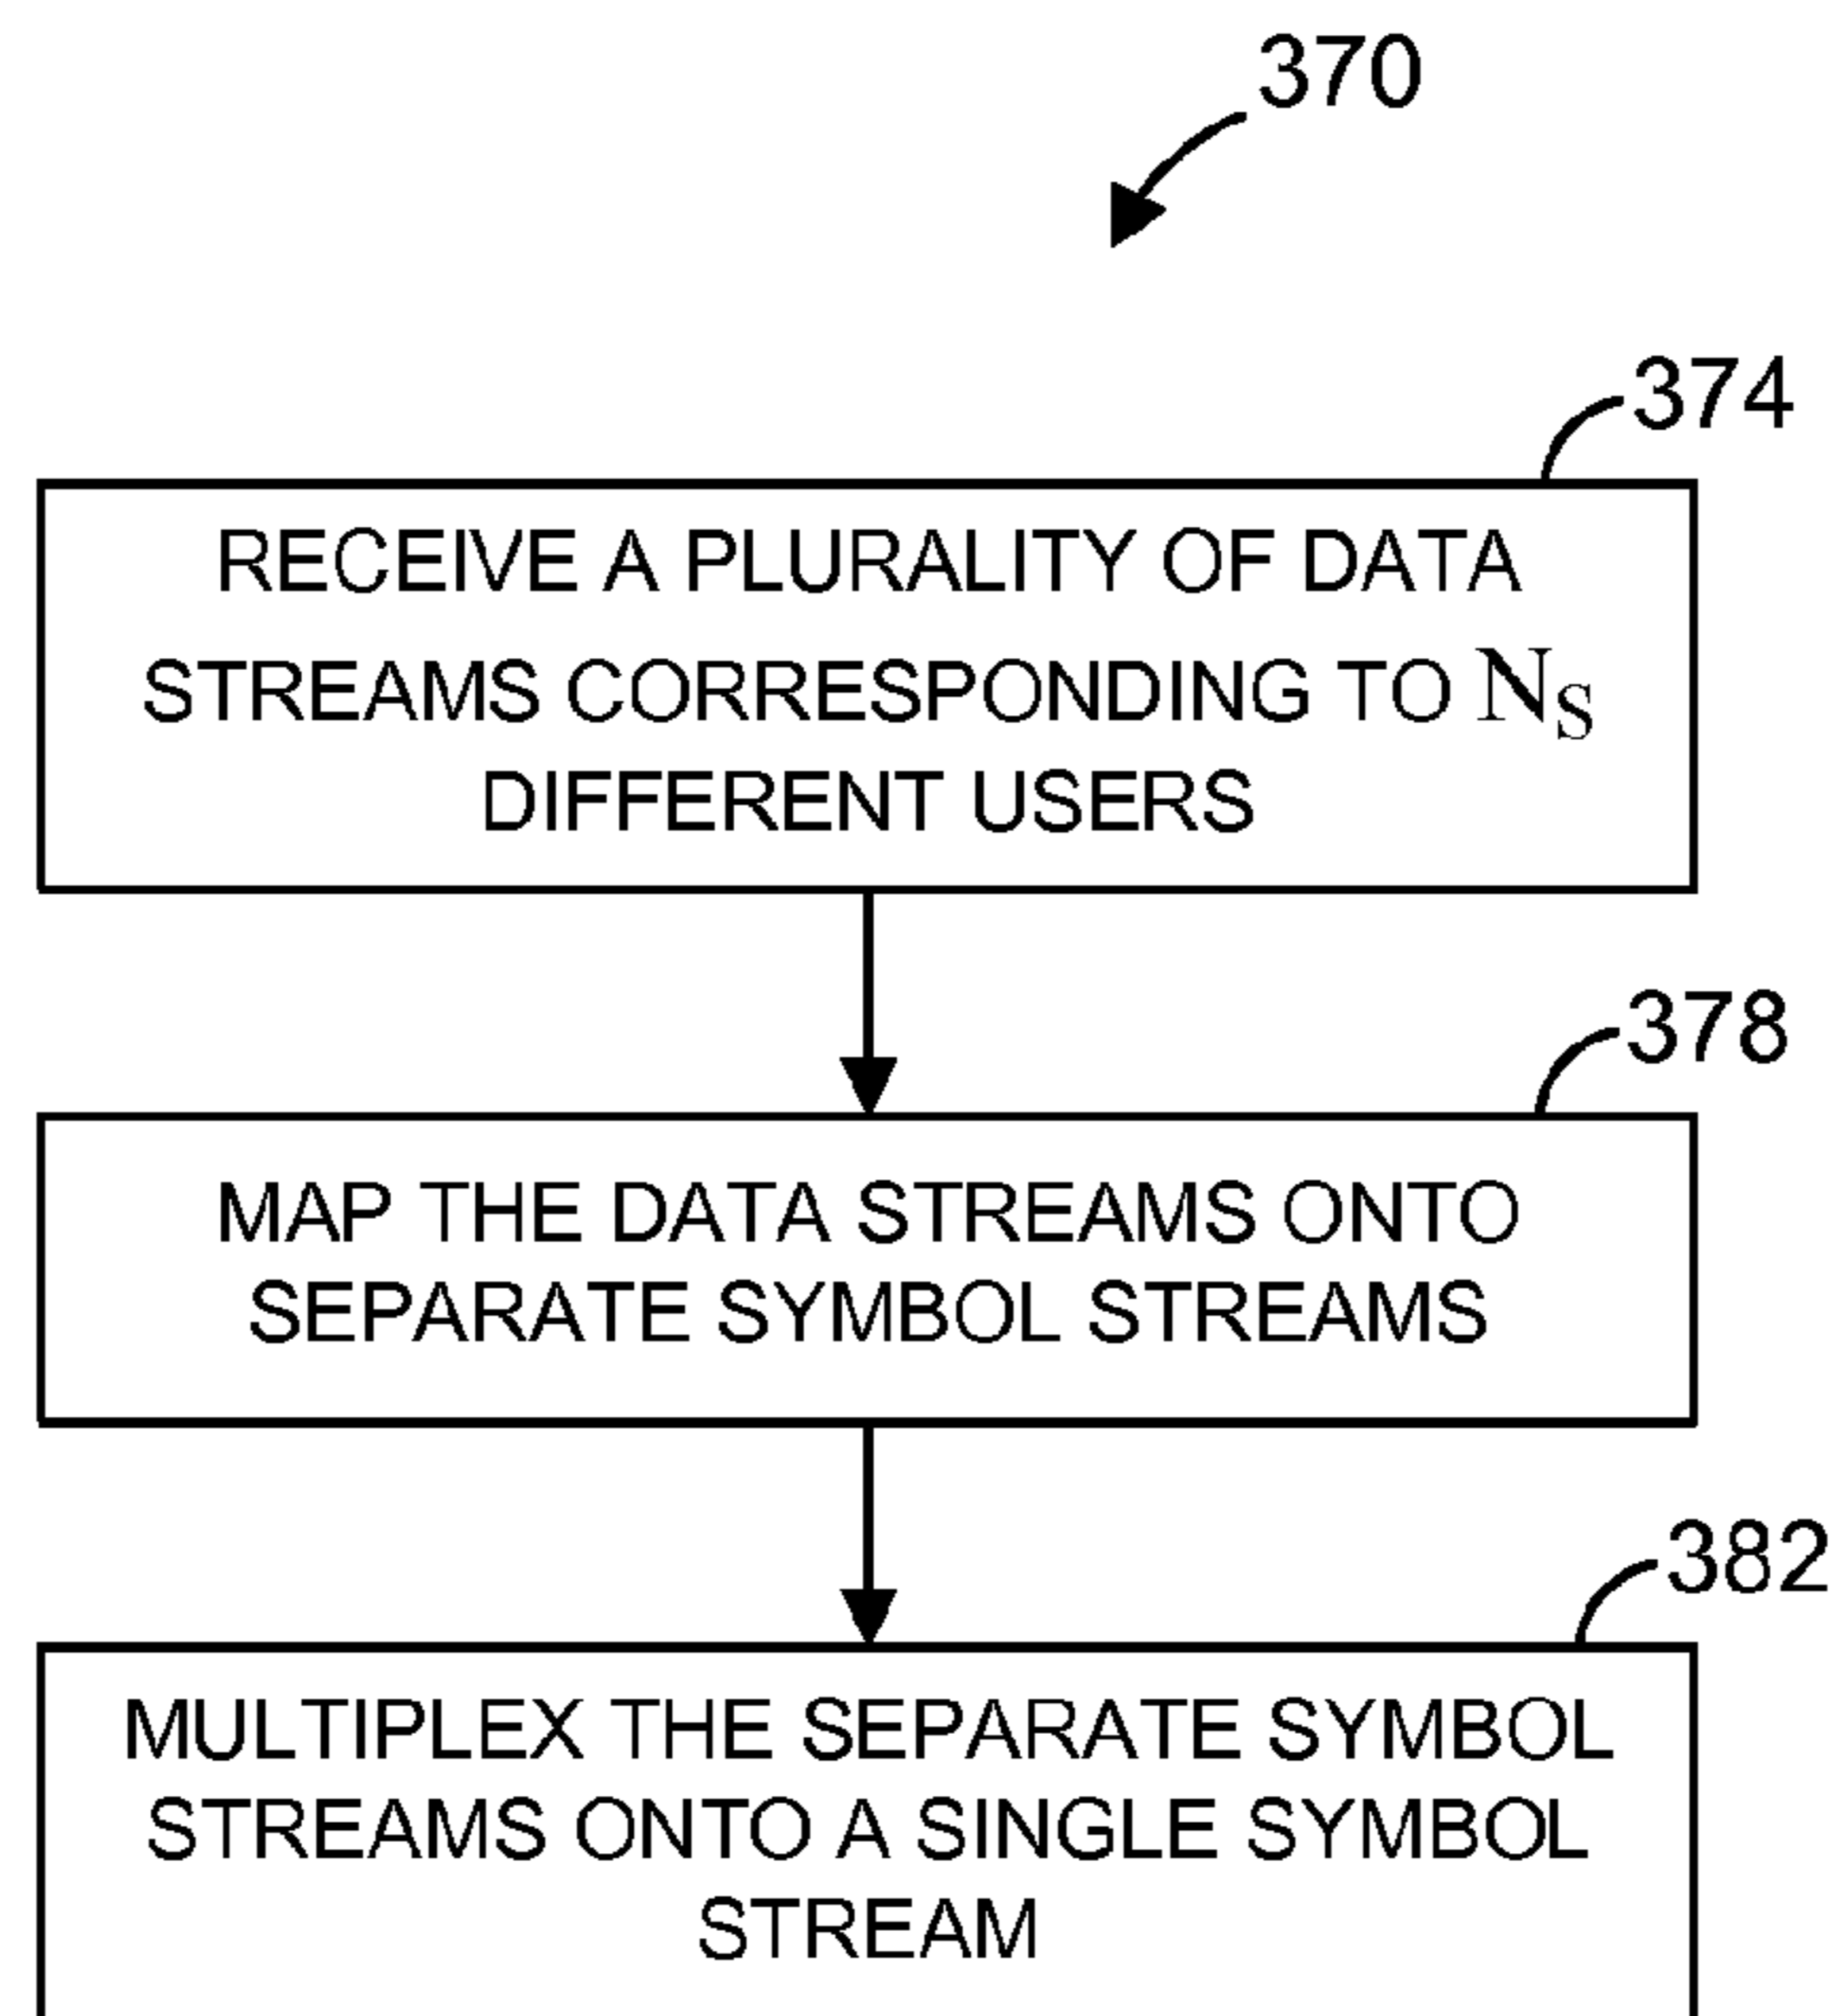 370
374
RECEIVE A PLURALITY OF DATA
STREAMS CORRESPONDING TO NS
DIFFERENT USERS
378
MAP THE DATA STREAMS ONTO
SEPARATE SYMBOL STREAMS
382
MULTIPLEX THE SEPARATE SYMBOL
STREAMS ONTO A SINGLE SYMBOL
STREAM